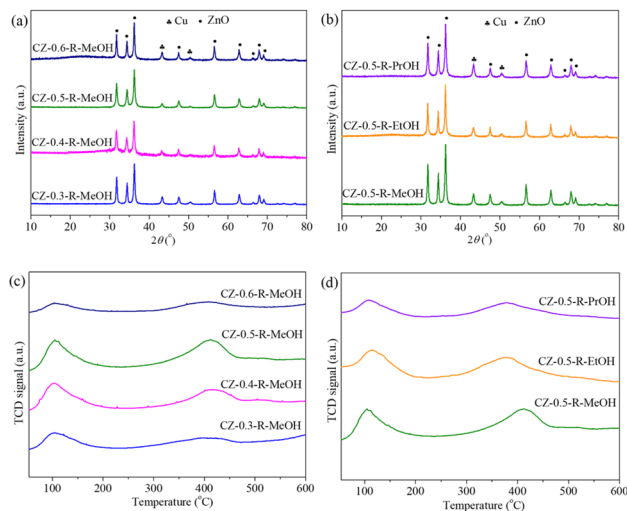 (a)
♣ Cu • ZnO
CZ-0.6-R-MeOH
CZ-0.5-R-MeOH
CZ-0.4-R-MeOH
CZ-0.3-R-MeOH
Intensity (a.u.)
10 20 30 40 50 60 70 80
2θ (°)
(b)
♣ Cu • ZnO
CZ-0.5-R-PrOH
CZ-0.5-R-EtOH
CZ-0.5-R-MeOH
Intensity (a.u.)
10 20 30 40 50 60 70 80
2θ (°)
(c)
CZ-0.6-R-MeOH
CZ-0.5-R-MeOH
CZ-0.4-R-MeOH
CZ-0.3-R-MeOH
TCD signal (a.u.)
100 200 300 400 500 600
Temperature (°C)
(d)
CZ-0.5-R-PrOH
CZ-0.5-R-EtOH
CZ-0.5-R-MeOH
TCD signal (a.u.)
100 200 300 400 500 600
Temperature (°C)